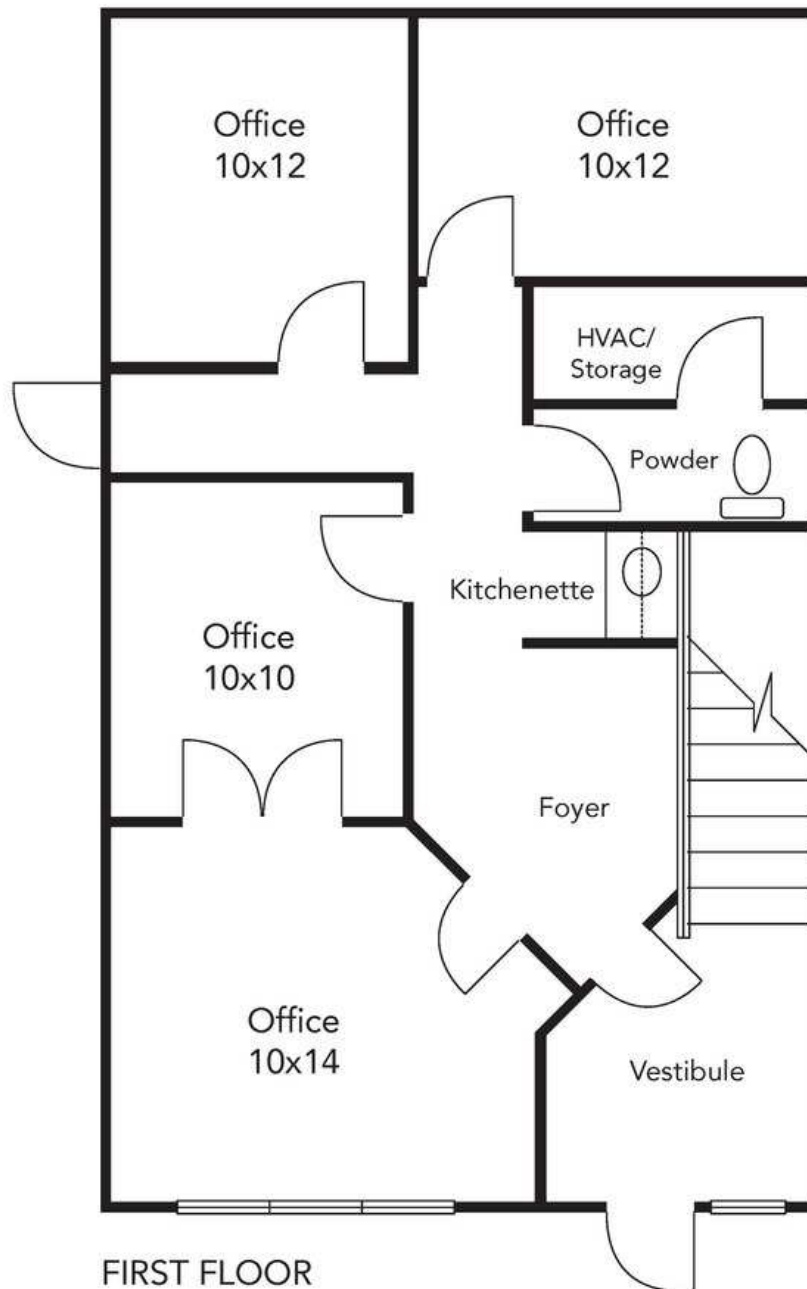 Office
10x12
Office
10x12
HVAC/
Storage
Powder
Kitchenette
Office
10x10
Foyer
Office
10x14
Vestibule
FIRST FLOOR